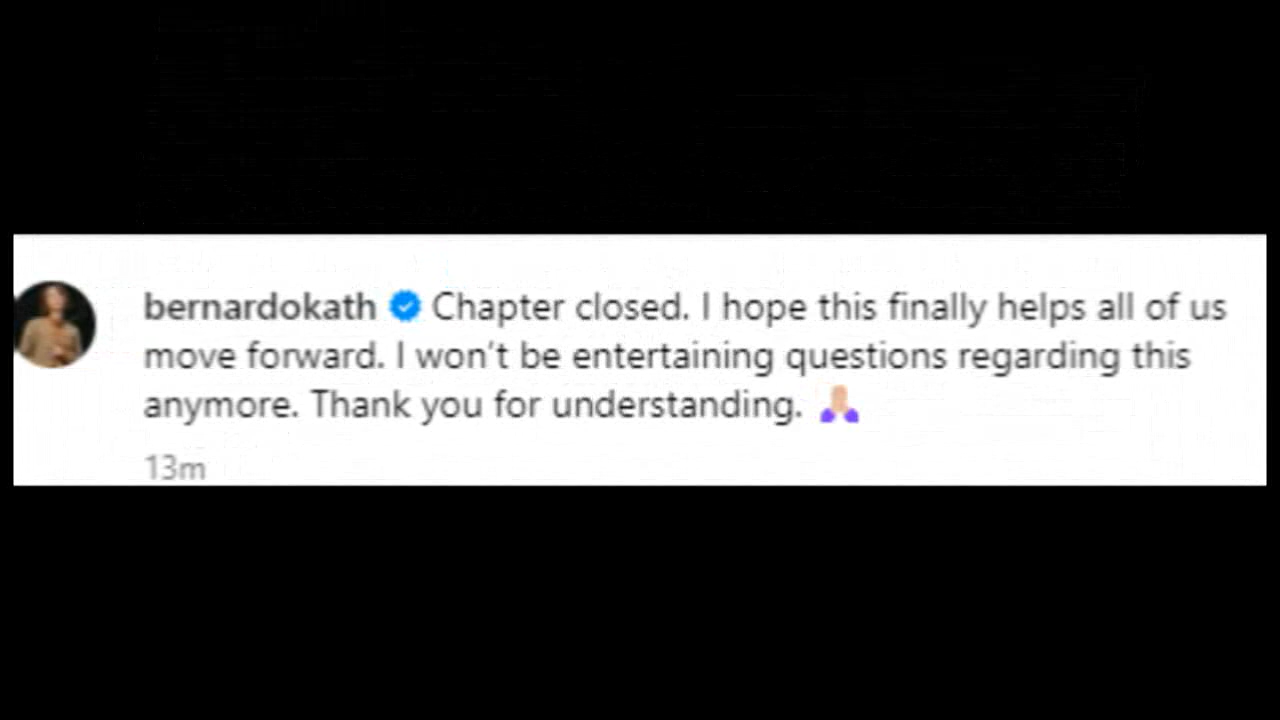 bernardokath Chapter closed. I hope this finally helps all of us
move forward. I won't be entertaining questions regarding this
anymore. Thank you for understanding. 🙏🏼
13m